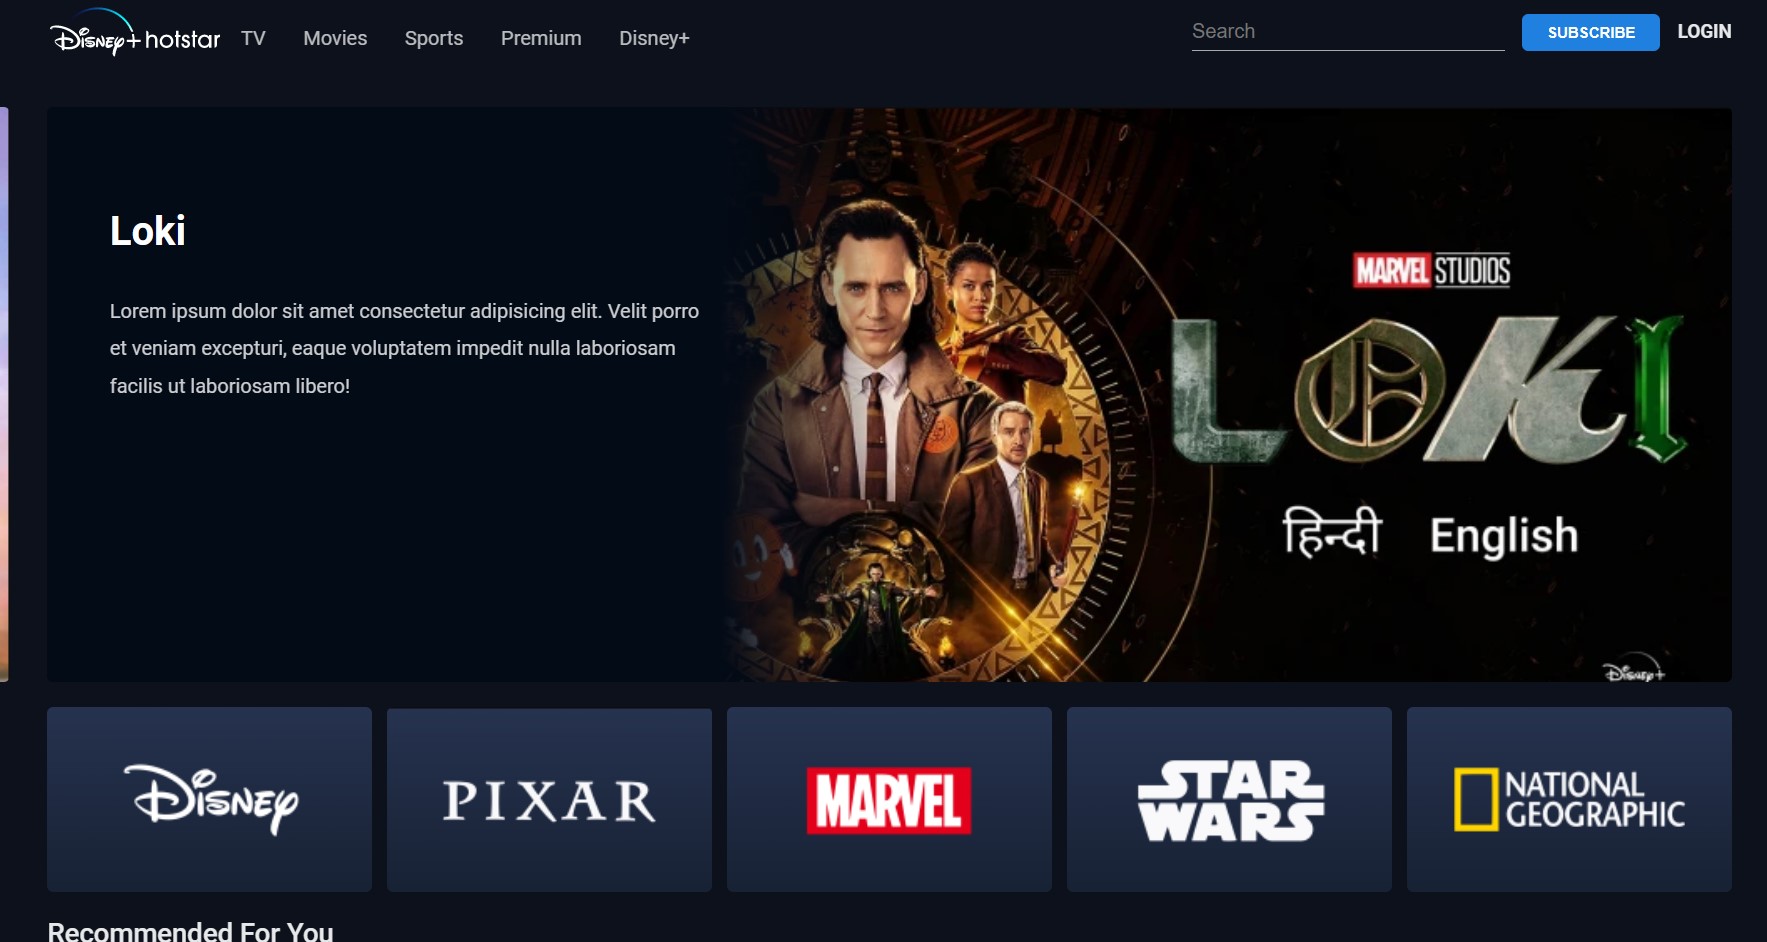 Disney+ hotstar TV Movies Sports Premium Disney+ Search SUBSCRIBE LOGIN
Loki
Lorem ipsum dolor sit amet consectetur adipisicing elit. Velit porro
et veniam excepturi, eaque voluptatem impedit nulla laboriosam
facilis ut laboriosam libero!
MARVEL STUDIOS
LOKI
हिन्दी English
Disney+
Disney
PIXAR
MARVEL
STAR
WARS
NATIONAL
GEOGRAPHIC
Recommended For You